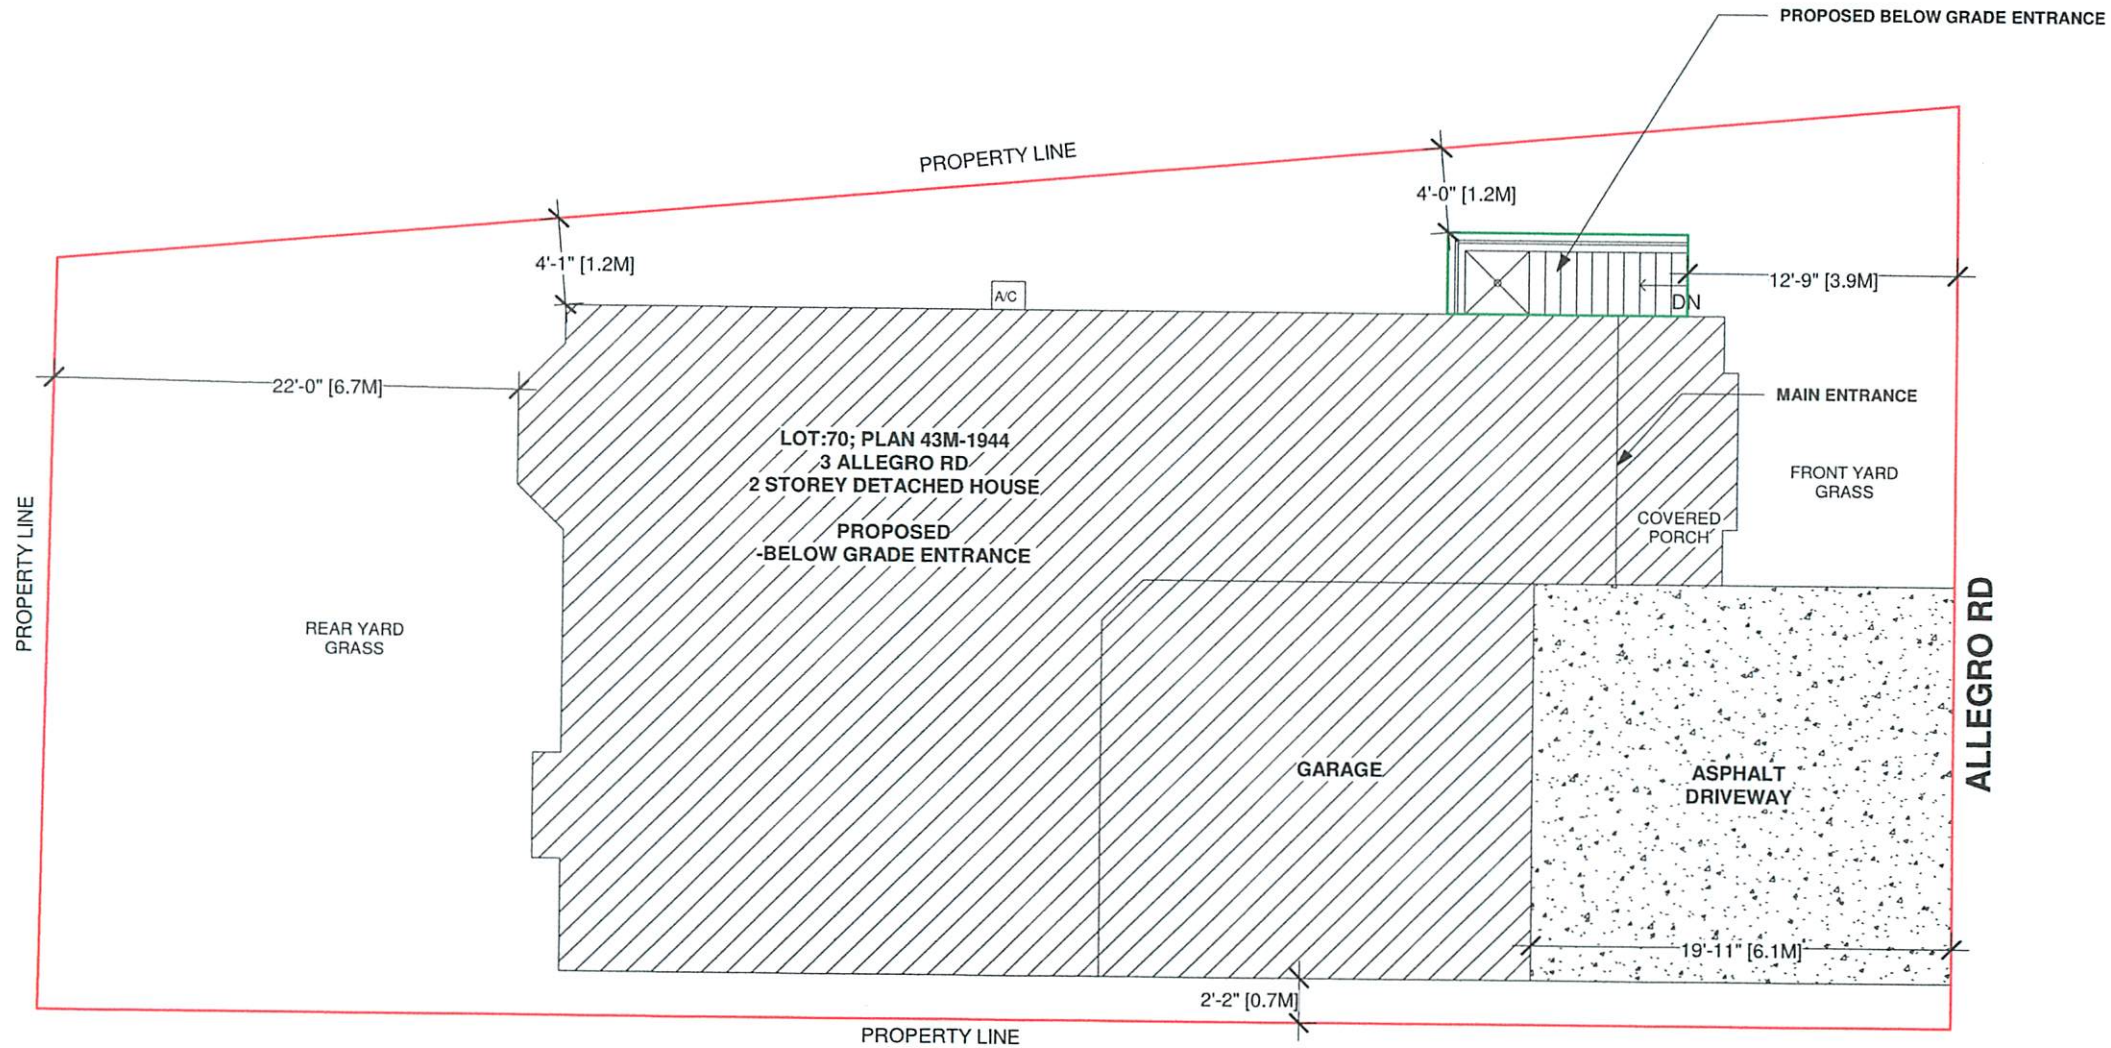 PROPOSED BELOW GRADE ENTRANCE
PROPERTY LINE
4'-0" [1.2M]
4'-1" [1.2M]
A/C
12'-9" [3.9M]
DN
22'-0" [6.7M]
MAIN ENTRANCE
LOT:70; PLAN 43M-1944
3 ALLEGRO RD
2 STOREY DETACHED HOUSE
PROPOSED
-BELOW GRADE ENTRANCE
FRONT YARD
GRASS
COVERED
PORCH
PROPERTY LINE
REAR YARD
GRASS
ALLEGRO RD
GARAGE
ASPHALT
DRIVEWAY
19'-11" [6.1M]
2'-2" [0.7M]
PROPERTY LINE